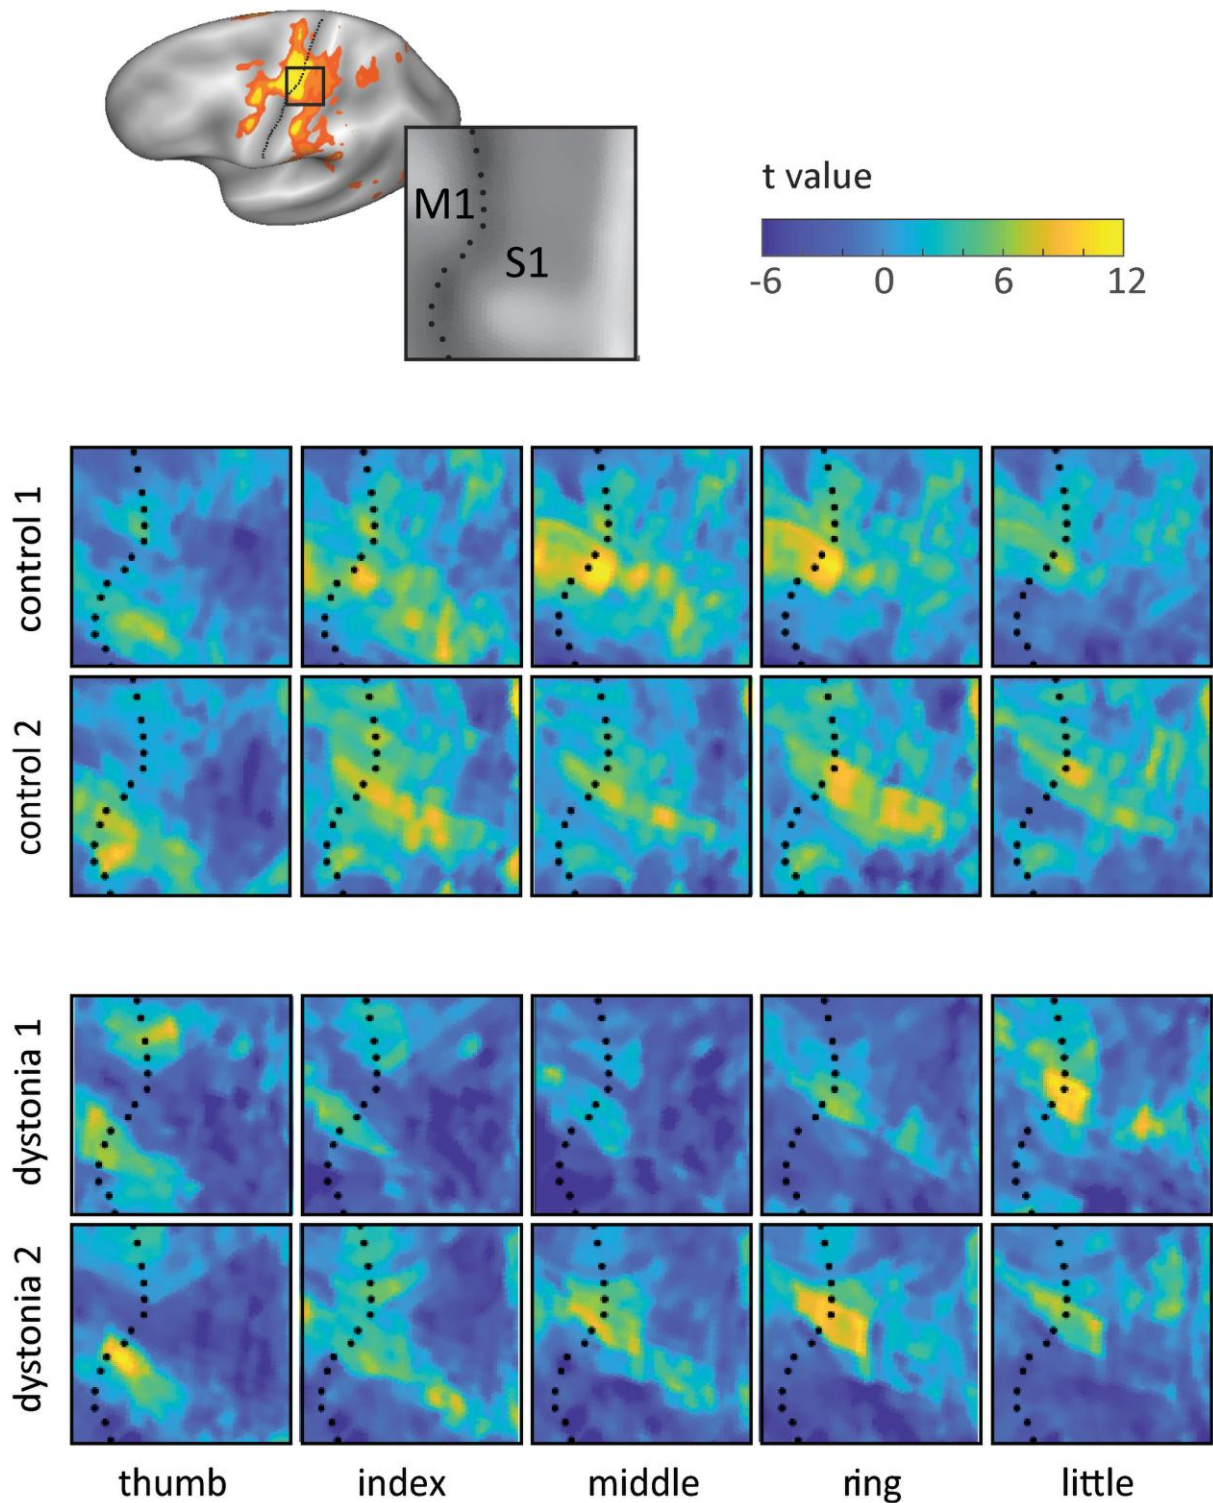 M1
S1
t value
-6 0 6 12
control 1
control 2
dystonia 1
dystonia 2
thumb index middle ring little